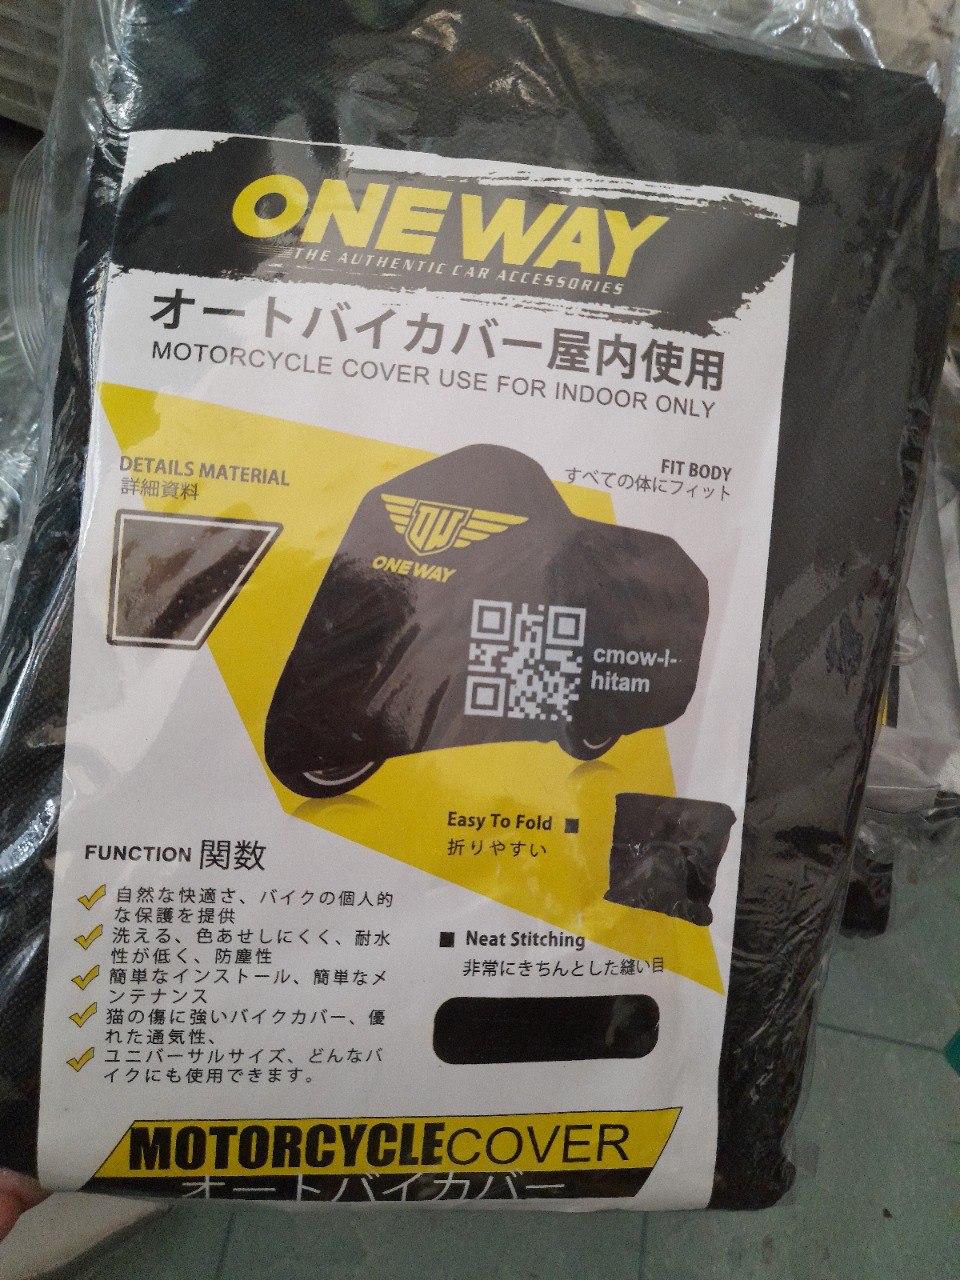 ONEWAY
THE AUTHENTIC CAR ACCESSORIES
オートバイカバー屋内使用
MOTORCYCLE COVER USE FOR INDOOR ONLY
DETAILS MATERIAL
詳細資料
FIT BODY
すべての体にフィット
OW
ONEWAY
cmow-l-
hitam
Easy To Fold
折りやすい
FUNCTION 関数
自然な快適さ、バイクの個人的
な保護を提供
洗える、色あせしにくく、耐水
性が低く、防塵性
簡単なインストール、簡単なメ
ンテナンス
猫の傷に強いバイクカバー、優
れた通気性、
ユニバーサルサイズ、どんなバ
イクにも使用できます。
Neat Stitching
非常にきちんとした縫い目
MOTORCYCLE COVER
オートバイカバー